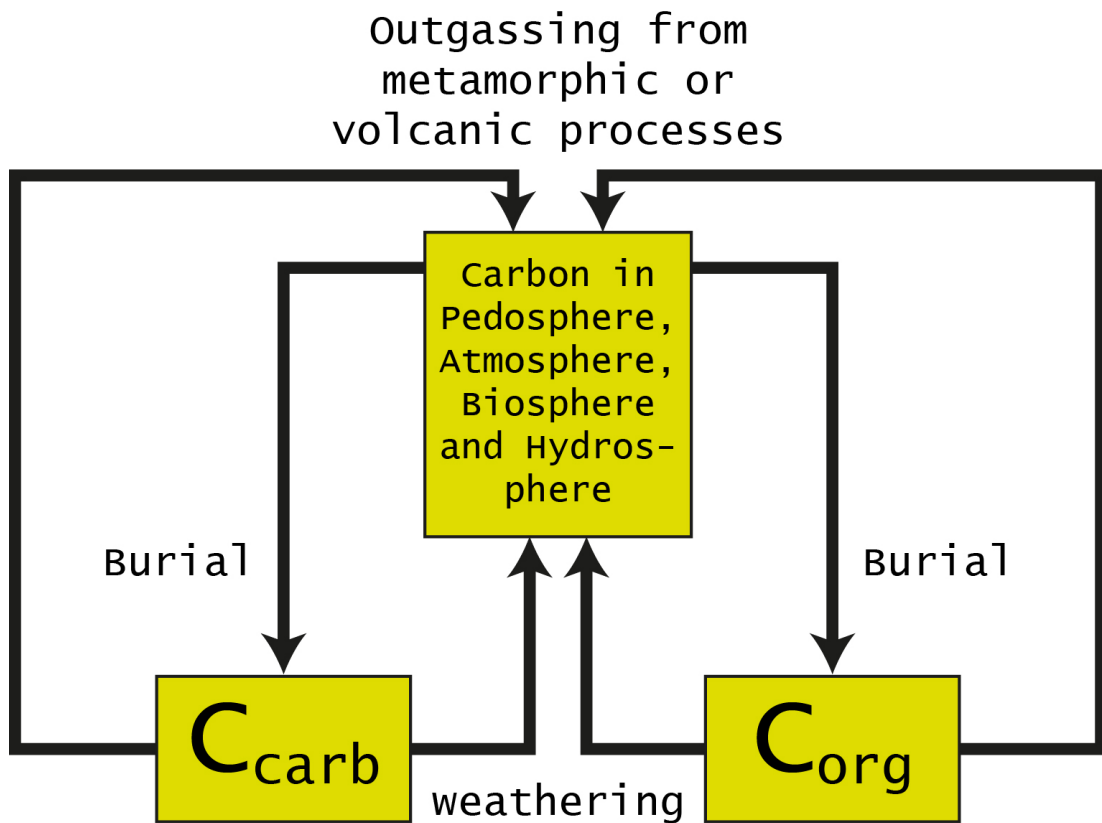 Outgassing from
metamorphic or
volcanic processes
Carbon in
Pedosphere,
Atmosphere,
Biosphere
and Hydros-
phere
Burial
Burial
Ccarb
Corg
weathering